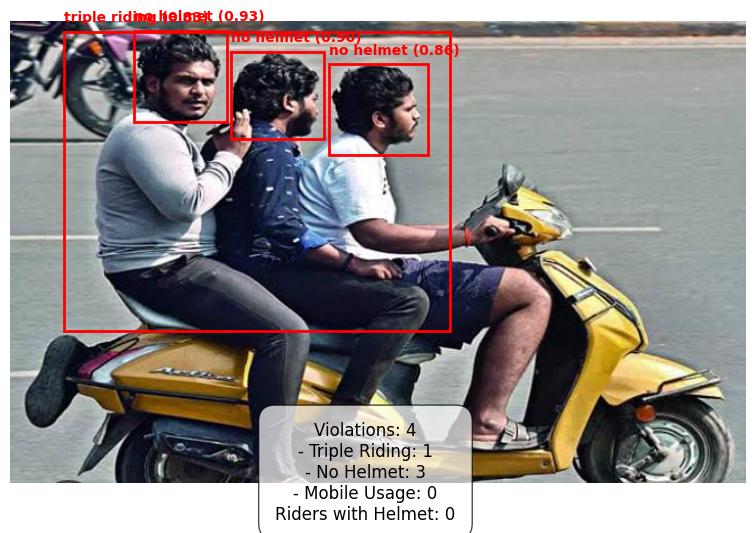 triple riding
no helmet (0.93)
no helmet (0.90)
no helmet (0.86)
Activa
Violations: 4
- Triple Riding: 1
- No Helmet: 3
- Mobile Usage: 0
Riders with Helmet: 0